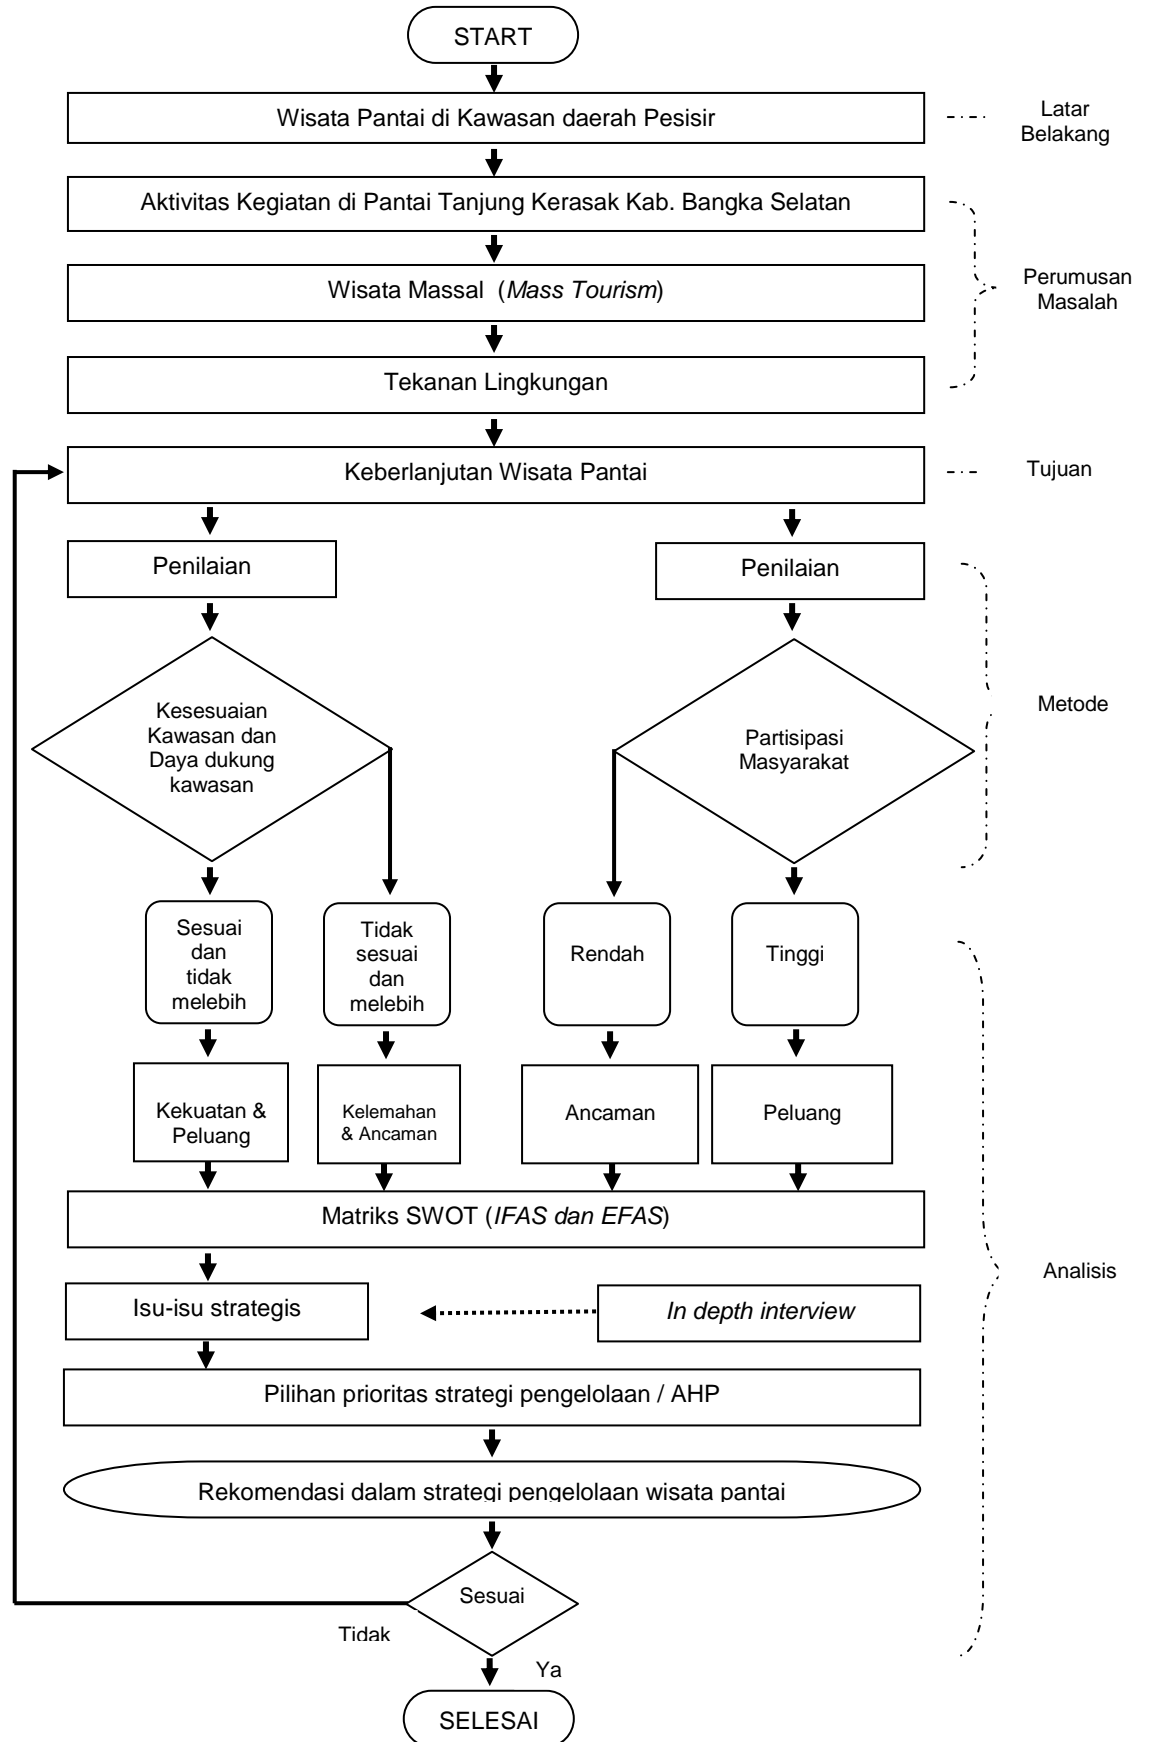 START
Wisata Pantai di Kawasan daerah Pesisir
Latar
Belakang
Aktivitas Kegiatan di Pantai Tanjung Kerasak Kab. Bangka Selatan
Wisata Massal (Mass Tourism)
Perumusan
Masalah
Tekanan Lingkungan
Keberlanjutan Wisata Pantai
Tujuan
Penilaian
Penilaian
Kesesuaian
Kawasan dan
Daya dukung
kawasan
Partisipasi
Masyarakat
Metode
Sesuai
dan
tidak
melebih
Tidak
sesuai
dan
melebih
Rendah
Tinggi
Kekuatan &
Peluang
Kelemahan
& Ancaman
Ancaman
Peluang
Matriks SWOT (IFAS dan EFAS)
Analisis
Isu-isu strategis
In depth interview
Pilihan prioritas strategi pengelolaan / AHP
Rekomendasi dalam strategi pengelolaan wisata pantai
Sesuai
Tidak
Ya
SELESAI